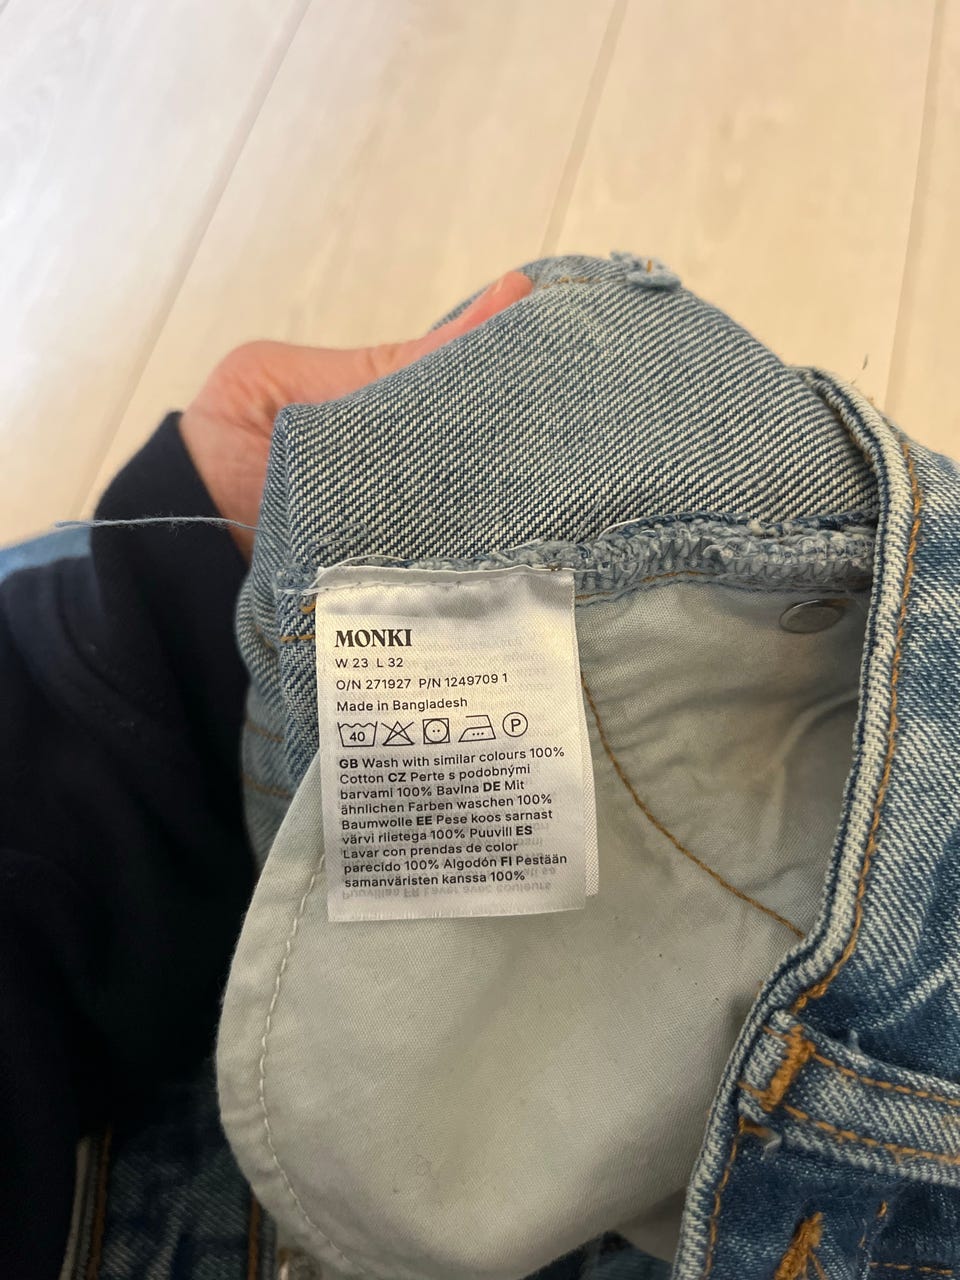 MONKI
W 23 L 32
O/N 271927 P/N 1249709 1
Made in Bangladesh
40 P
GB Wash with similar colours 100%
Cotton CZ Perte s podobnými
barvami 100% Bavlna DE Mit
ähnlichen Farben waschen 100%
Baumwolle EE Pese koos sarnast
värvi riietega 100% Puuvill ES
Lavar con prendas de color
parecido 100% Algodón FI Pestään
samanväristen kanssa 100%